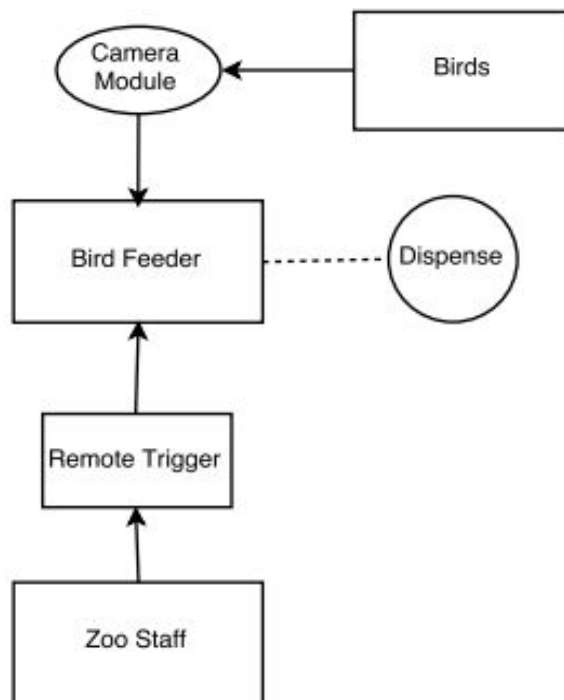 Camera
Module
Birds
Bird Feeder
Dispense
Remote Trigger
Zoo Staff